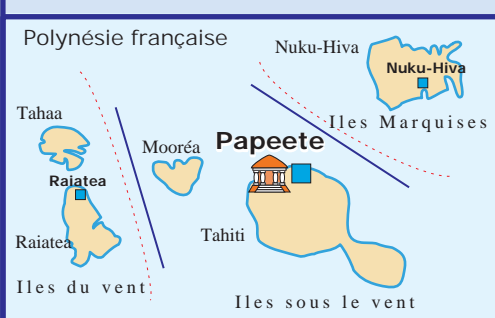 Polynésie française
Nuku-Hiva
Nuku-Hiva
Iles Marquises
Tahaa
Mooréa
Papeete
Raiatea
Raiatea
Tahiti
Iles du vent
Iles sous le vent